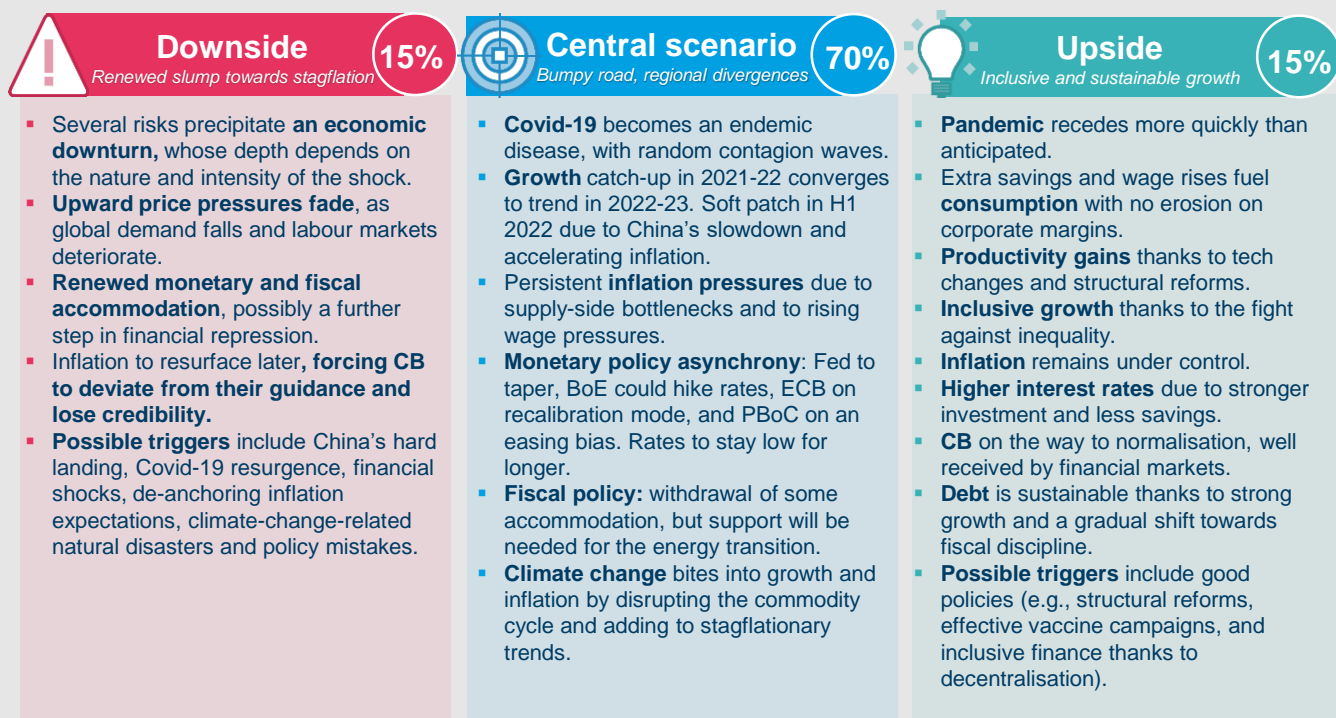 Downside
Renewed slump towards stagflation
15%
▪ Several risks precipitate an economic
downturn, whose depth depends on
the nature and intensity of the shock.
▪ Upward price pressures fade, as
global demand falls and labour markets
deteriorate.
▪ Renewed monetary and fiscal
accommodation, possibly a further
step in financial repression.
▪ Inflation to resurface later, forcing CB
to deviate from their guidance and
lose credibility.
▪ Possible triggers include China's hard
landing, Covid-19 resurgence, financial
shocks, de-anchoring inflation
expectations, climate-change-related
natural disasters and policy mistakes.
Central scenario
Bumpy road, regional divergences
70%
▪ Covid-19 becomes an endemic
disease, with random contagion waves.
▪ Growth catch-up in 2021-22 converges
to trend in 2022-23. Soft patch in H1
2022 due to China's slowdown and
accelerating inflation.
▪ Persistent inflation pressures due to
supply-side bottlenecks and to rising
wage pressures.
▪ Monetary policy asynchrony: Fed to
taper, BoE could hike rates, ECB on
recalibration mode, and PBoC on an
easing bias. Rates to stay low for
longer.
▪ Fiscal policy: withdrawal of some
accommodation, but support will be
needed for the energy transition.
▪ Climate change bites into growth and
inflation by disrupting the commodity
cycle and adding to stagflationary
trends.
Upside
Inclusive and sustainable growth
15%
▪ Pandemic recedes more quickly than
anticipated.
▪ Extra savings and wage rises fuel
consumption with no erosion on
corporate margins.
▪ Productivity gains thanks to tech
changes and structural reforms.
▪ Inclusive growth thanks to the fight
against inequality.
▪ Inflation remains under control.
▪ Higher interest rates due to stronger
investment and less savings.
▪ CB on the way to normalisation, well
received by financial markets.
▪ Debt is sustainable thanks to strong
growth and a gradual shift towards
fiscal discipline.
▪ Possible triggers include good
policies (e.g., structural reforms,
effective vaccine campaigns, and
inclusive finance thanks to
decentralisation).